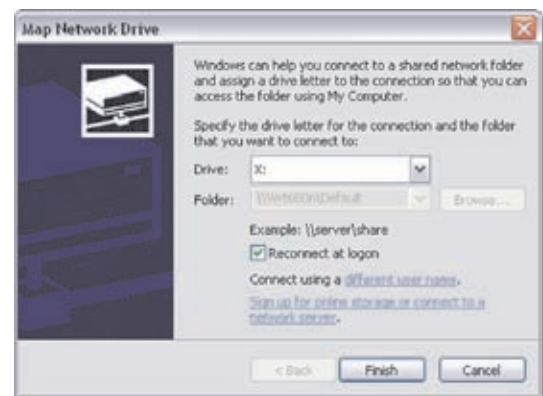 Map Network Drive
Windows can help you connect to a shared network folder
and assign a drive letter to the connection so that you can
access the folder using My Computer.
Specify the drive letter for the connection and the folder
that you want to connect to:
Drive: X:
Folder: Browse...
Example: \\server\share
Reconnect at logon
Connect using a different user name.
Sign up for online storage or connect to a
network server.
< Back Finish Cancel